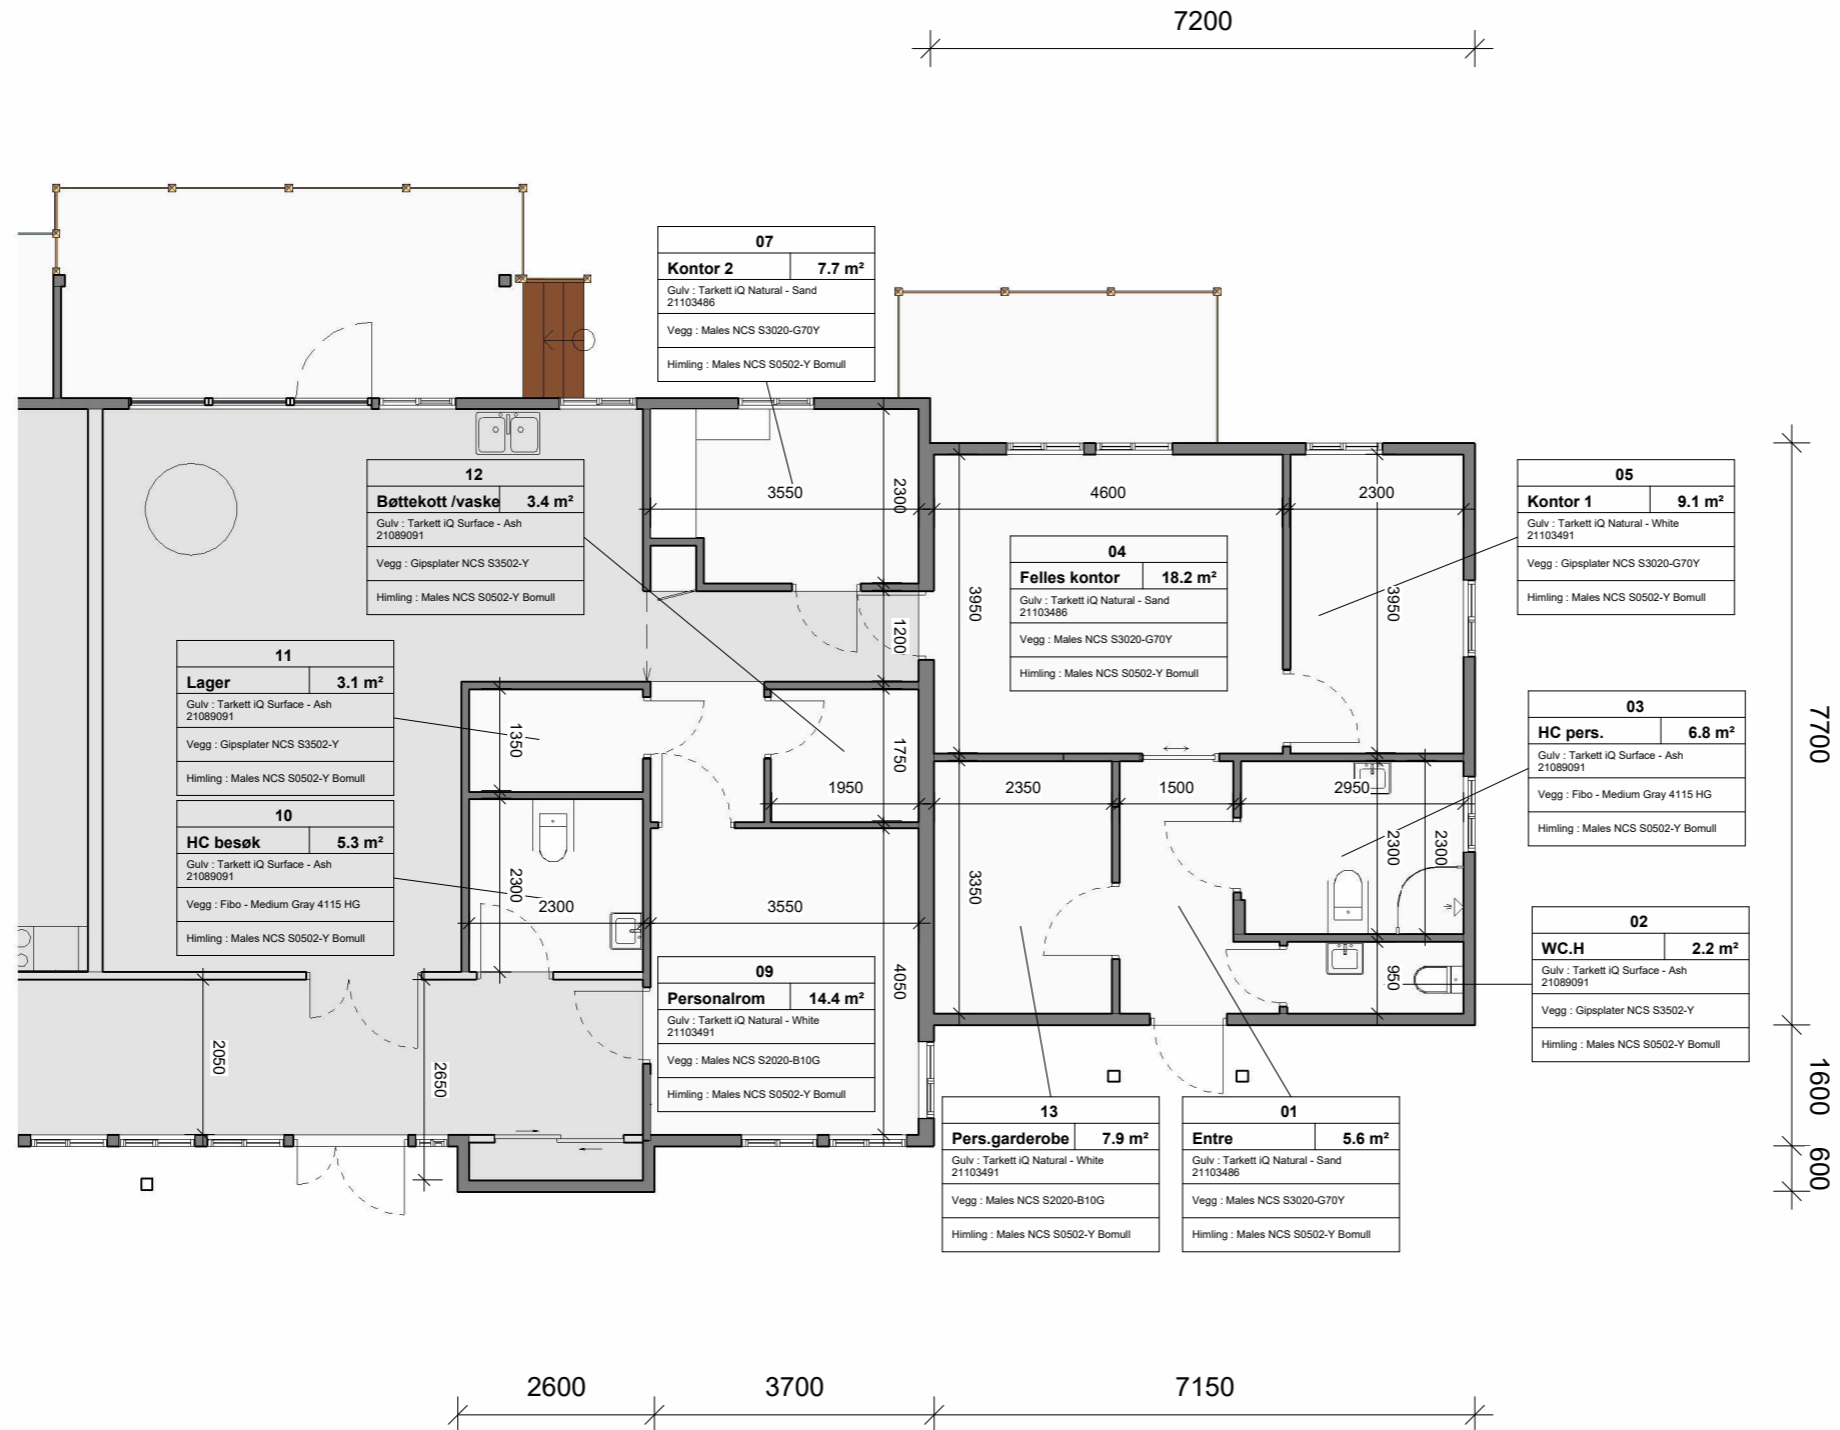 7200
07
Kontor 2 7.7 m²
Gulv : Tarkett iQ Natural - Sand
21103486
Vegg : Males NCS S3020-G70Y
Himling : Males NCS S0502-Y Bomull
12
Bøttekott /vaske 3.4 m²
Gulv : Tarkett iQ Surface - Ash
21089091
Vegg : Gipsplater NCS S3502-Y
Himling : Males NCS S0502-Y Bomull
3550
2300
4600
2300
05
Kontor 1 9.1 m²
Gulv : Tarkett iQ Natural - White
21103491
Vegg : Gipsplater NCS S3020-G70Y
Himling : Males NCS S0502-Y Bomull
04
Felles kontor 18.2 m²
Gulv : Tarkett iQ Natural - Sand
21103486
Vegg : Males NCS S3020-G70Y
Himling : Males NCS S0502-Y Bomull
3950
3950
1200
11
Lager 3.1 m²
Gulv : Tarkett iQ Surface - Ash
21089091
Vegg : Gipsplater NCS S3502-Y
Himling : Males NCS S0502-Y Bomull
1350
1750
03
HC pers. 6.8 m²
Gulv : Tarkett iQ Surface - Ash
21089091
Vegg : Fibo - Medium Gray 4115 HG
Himling : Males NCS S0502-Y Bomull
7700
1950
2350
1500
2950
10
HC besøk 5.3 m²
Gulv : Tarkett iQ Surface - Ash
21089091
Vegg : Fibo - Medium Gray 4115 HG
Himling : Males NCS S0502-Y Bomull
2300
2300
3550
3350
2300
2300
02
WC.H 2.2 m²
Gulv : Tarkett iQ Surface - Ash
21089091
Vegg : Gipsplater NCS S3502-Y
Himling : Males NCS S0502-Y Bomull
950
09
Personalrom 14.4 m²
Gulv : Tarkett iQ Natural - White
21103491
Vegg : Males NCS S2020-B10G
Himling : Males NCS S0502-Y Bomull
4050
2050
2650
1600
600
13
Pers.garderobe 7.9 m²
Gulv : Tarkett iQ Natural - White
21103491
Vegg : Males NCS S2020-B10G
Himling : Males NCS S0502-Y Bomull
01
Entre 5.6 m²
Gulv : Tarkett iQ Natural - Sand
21103486
Vegg : Males NCS S3020-G70Y
Himling : Males NCS S0502-Y Bomull
2600
3700
7150